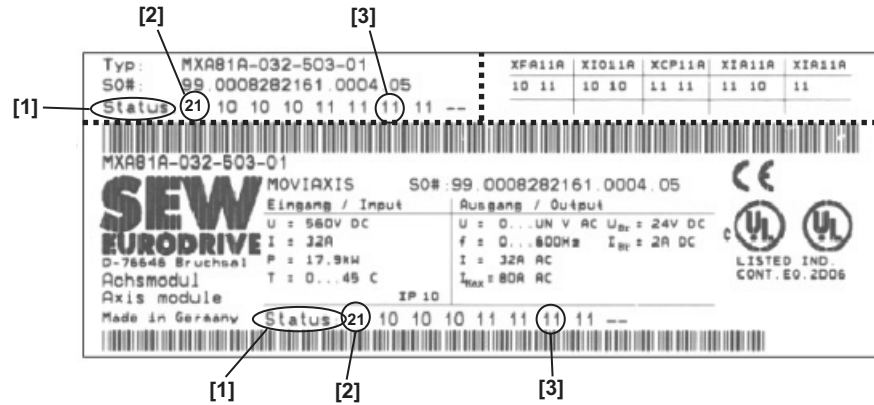 [2] [3]
Typ: MXA81A-032-503-01
SO#: 99.0008282161.0004.05
[1] Status 21 10 10 10 11 11 11 11 --
XFA11A XIO11A XCP11A XIA11A XIA11A
10 11 10 10 11 11 11 10 11
MXA81A-032-503-01
SEW
EURODRIVE
D-76646 Bruchsal
Achsmodul
Axis module
Made in Germany
MOVIAXIS SO#:99.0008282161.0004.05
Eingang / Input
U = 560V DC
I = 32A
P = 17.9kW
T = 0...45 C
IP 10
Ausgang / Output
U = 0...UN V AC UBr = 24V DC
f = 0...600Hz IBr = 2A DC
I = 32A AC
IMax = 80A AC
CE
c UL UL
LISTED IND.
CONT.EQ.2D06
Status 21 10 10 10 11 11 11 11 --
[1] [2] [3]